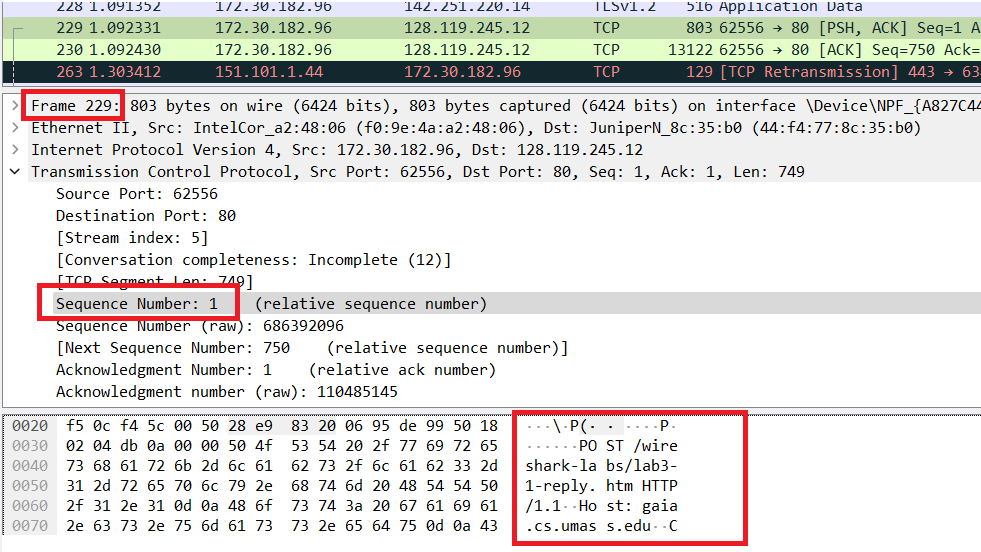 228 1.091352 172.30.182.96 142.251.220.14 TLSv1.2 516 Application Data
229 1.092331 172.30.182.96 128.119.245.12 TCP 803 62556 → 80 [PSH, ACK] Seq=1 A
230 1.092430 172.30.182.96 128.119.245.12 TCP 13122 62556 → 80 [ACK] Seq=750 Ack=
263 1.303412 151.101.1.44 172.30.182.96 TCP 129 [TCP Retransmission] 443 → 63
Frame 229: 803 bytes on wire (6424 bits), 803 bytes captured (6424 bits) on interface \Device\NPF_{A827C44
Ethernet II, Src: IntelCor_a2:48:06 (f0:9e:4a:a2:48:06), Dst: JuniperN_8c:35:b0 (44:f4:77:8c:35:b0)
Internet Protocol Version 4, Src: 172.30.182.96, Dst: 128.119.245.12
Transmission Control Protocol, Src Port: 62556, Dst Port: 80, Seq: 1, Ack: 1, Len: 749
Source Port: 62556
Destination Port: 80
[Stream index: 5]
[Conversation completeness: Incomplete (12)]
[TCP Segment Len: 749]
Sequence Number: 1 (relative sequence number)
Sequence Number (raw): 686392096
[Next Sequence Number: 750 (relative sequence number)]
Acknowledgment Number: 1 (relative ack number)
Acknowledgment number (raw): 110485145
0020 f5 0c f4 5c 00 50 28 e9 83 20 06 95 de 99 50 18 ···\·P(· · ····P·
0030 02 04 db 0a 00 00 50 4f 53 54 20 2f 77 69 72 65 ······PO ST /wire
0040 73 68 61 72 6b 2d 6c 61 62 73 2f 6c 61 62 33 2d shark-la bs/lab3-
0050 31 2d 72 65 70 6c 79 2e 68 74 6d 20 48 54 54 50 1-reply. htm HTTP
0060 2f 31 2e 31 0d 0a 48 6f 73 74 3a 20 67 61 69 61 /1.1··Ho st: gaia
0070 2e 63 73 2e 75 6d 61 73 73 2e 65 64 75 0d 0a 43 .cs.umas s.edu··C